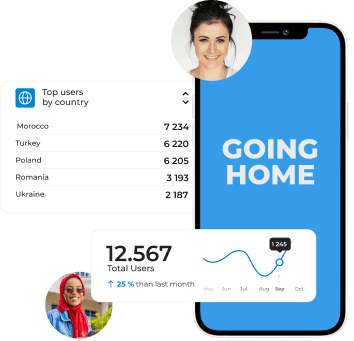 Top users
by country
Morocco 7 234
Turkey 6 220
Poland 6 205
Romania 3 193
Ukraine 2 187
GOING
HOME
12.567
Total Users
↑ 25 % than last month
1 245
May Jun Jul Aug Sep Oct